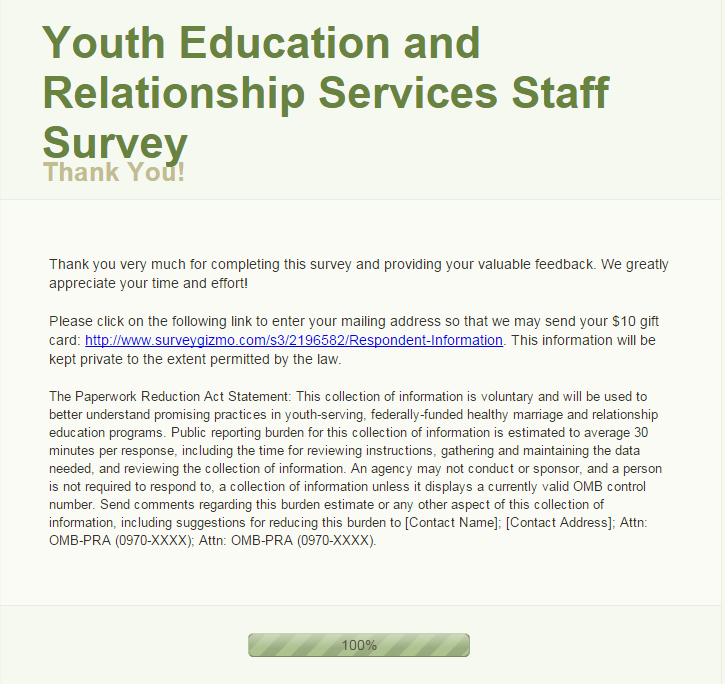 Youth Education and
Relationship Services Staff
Survey
Thank You!
Thank you very much for completing this survey and providing your valuable feedback. We greatly
appreciate your time and effort!
Please click on the following link to enter your mailing address so that we may send your $10 gift
card: http://www.surveygizmo.com/s3/2196582/Respondent-Information. This information will be
kept private to the extent permitted by the law.
The Paperwork Reduction Act Statement: This collection of information is voluntary and will be used to
better understand promising practices in youth-serving, federally-funded healthy marriage and relationship
education programs. Public reporting burden for this collection of information is estimated to average 30
minutes per response, including the time for reviewing instructions, gathering and maintaining the data
needed, and reviewing the collection of information. An agency may not conduct or sponsor, and a person
is not required to respond to, a collection of information unless it displays a currently valid OMB control
number. Send comments regarding this burden estimate or any other aspect of this collection of
information, including suggestions for reducing this burden to [Contact Name]; [Contact Address]; Attn:
OMB-PRA (0970-XXXX); Attn: OMB-PRA (0970-XXXX).
100%